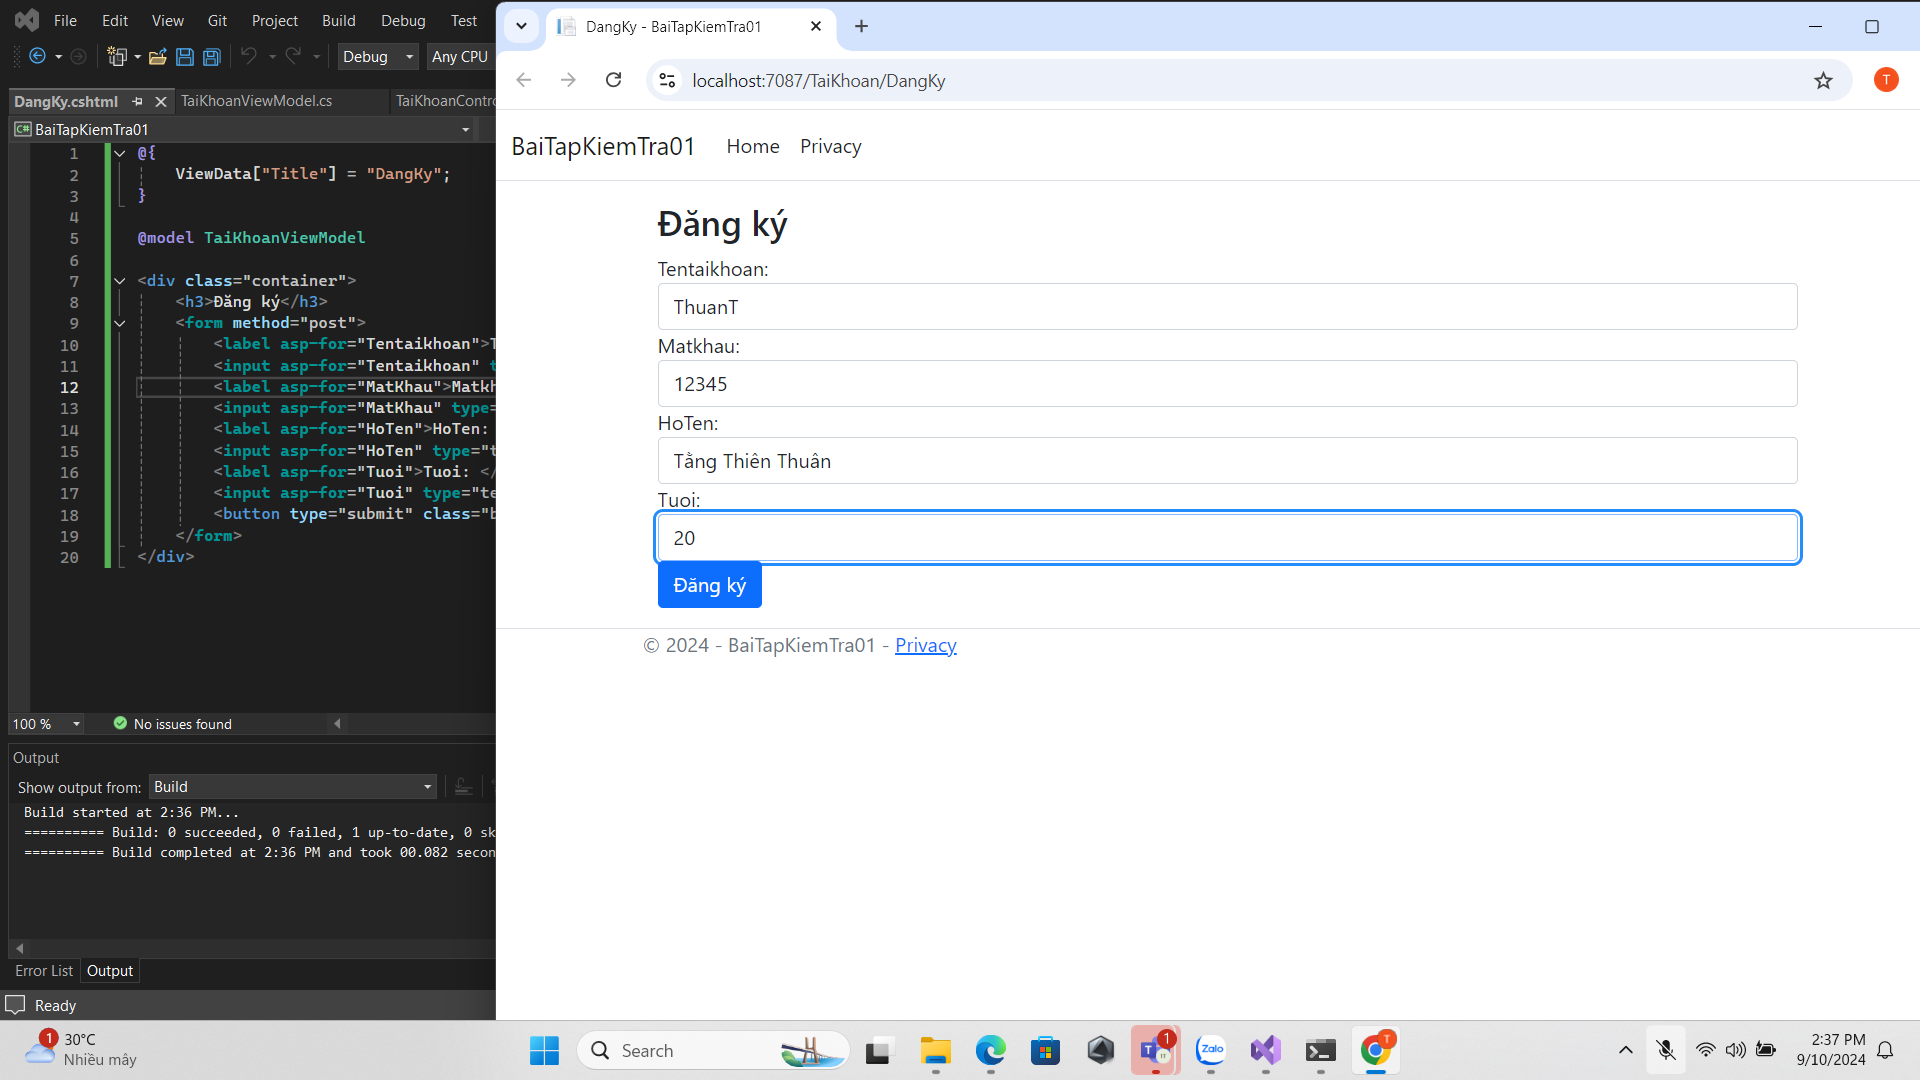 File Edit View Git Project Build Debug Test
Debug Any CPU
DangKy.cshtml TaiKhoanViewModel.cs TaiKhoanContro
C# BaiTapKiemTra01
1 @{
2 ViewData["Title"] = "DangKy";
3 }
4
5 @model TaiKhoanViewModel
6
7 <div class="container">
8 <h3>Đăng ký</h3>
9 <form method="post">
10 <label asp-for="Tentaikhoan">T
11 <input asp-for="Tentaikhoan" t
12 <label asp-for="MatKhau">Matkh
13 <input asp-for="MatKhau" type=
14 <label asp-for="HoTen">HoTen:
15 <input asp-for="HoTen" type="t
16 <label asp-for="Tuoi">Tuoi: </
17 <input asp-for="Tuoi" type="te
18 <button type="submit" class="b
19 </form>
20 </div>
100 % No issues found
Output
Show output from: Build
Build started at 2:36 PM...
========== Build: 0 succeeded, 0 failed, 1 up-to-date, 0 sk
========== Build completed at 2:36 PM and took 00.082 secon
Error List Output
Ready
DangKy - BaiTapKiemTra01
localhost:7087/TaiKhoan/DangKy
T
BaiTapKiemTra01 Home Privacy
Đăng ký
Tentaikhoan:
ThuanT
Matkhau:
12345
HoTen:
Tằng Thiên Thuân
Tuoi:
20
Đăng ký
© 2024 - BaiTapKiemTra01 - Privacy
1 30°C
Nhiều mây
Search
1
T
Zalo
T
2:37 PM
9/10/2024